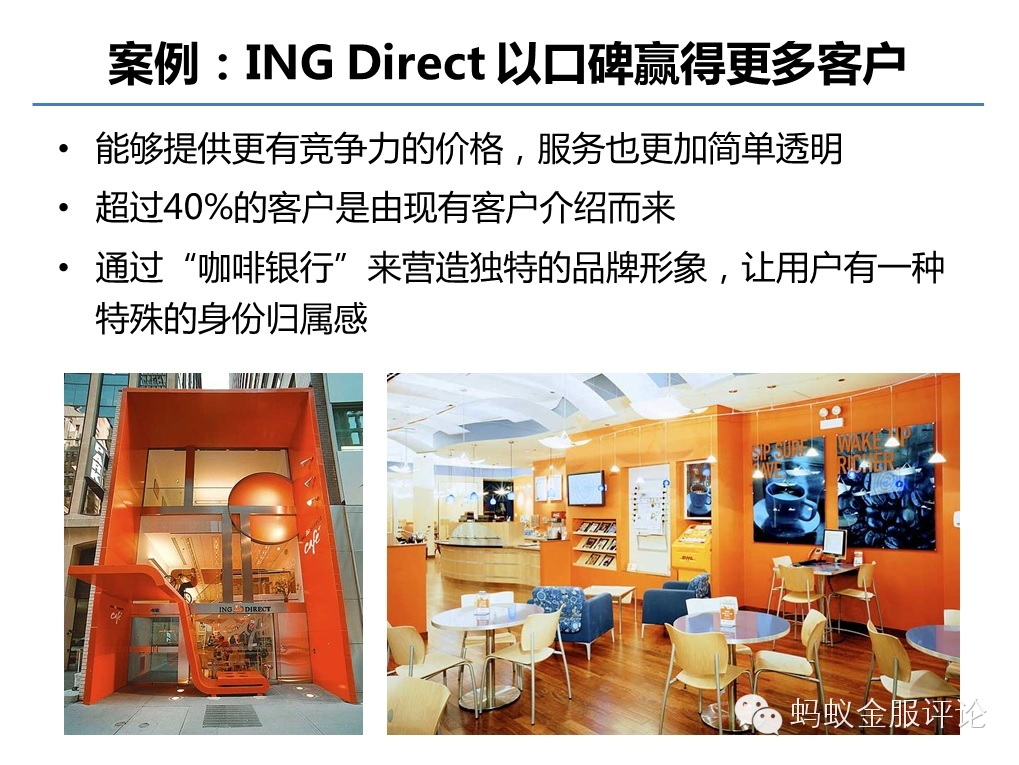 案例：ING Direct 以口碑赢得更多客户
• 能够提供更有竞争力的价格，服务也更加简单透明
• 超过40%的客户是由现有客户介绍而来
• 通过“咖啡银行”来营造独特的品牌形象，让用户有一种
特殊的身份归属感
café
café
ING DIRECT
SIP. SURF.
WAKE UP
RICHER.
蚂蚁金服评论